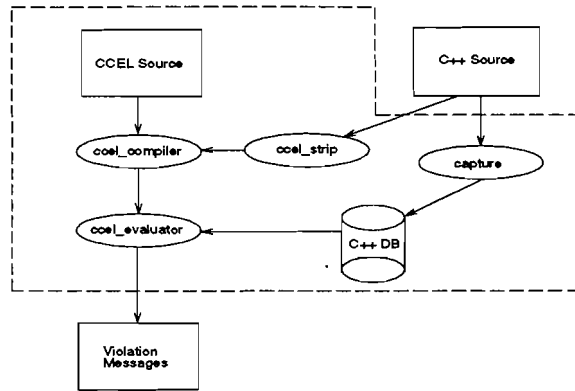 CCEL Source
C++ Source
ccel_compiler
ccel_strip
capture
ccel_evaluator
C++ DB
Violation
Messages